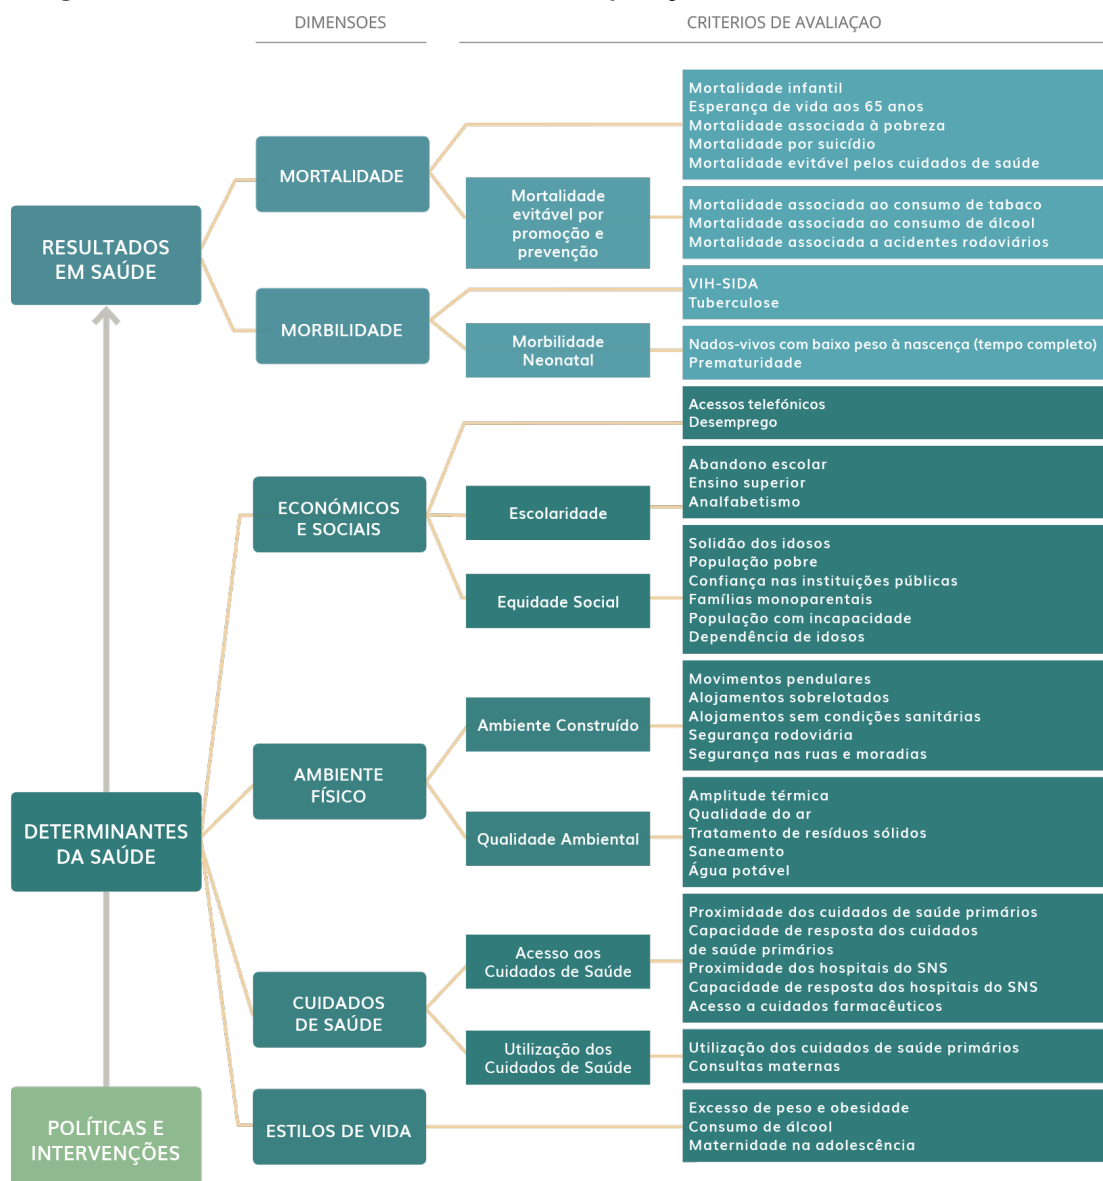 DIMENSOES
CRITERIOS DE AVALIAÇAO
RESULTADOS
EM SAÚDE
MORTALIDADE
Mortalidade infantil
Esperança de vida aos 65 anos
Mortalidade associada à pobreza
Mortalidade por suicídio
Mortalidade evitável pelos cuidados de saúde
Mortalidade
evitável por
promoção e
prevenção
Mortalidade associada ao consumo de tabaco
Mortalidade associada ao consumo de álcool
Mortalidade associada a acidentes rodoviários
MORBILIDADE
VIH-SIDA
Tuberculose
Morbilidade
Neonatal
Nados-vivos com baixo peso à nascença (tempo completo)
Prematuridade
DETERMINANTES
DA SAÚDE
ECONÓMICOS
E SOCIAIS
Acessos telefónicos
Desemprego
Escolaridade
Abandono escolar
Ensino superior
Analfabetismo
Equidade Social
Solidão dos idosos
População pobre
Confiança nas instituições públicas
Famílias monoparentais
População com incapacidade
Dependência de idosos
AMBIENTE
FÍSICO
Ambiente Construído
Movimentos pendulares
Alojamentos sobrelotados
Alojamentos sem condições sanitárias
Segurança rodoviária
Segurança nas ruas e moradias
Qualidade Ambiental
Amplitude térmica
Qualidade do ar
Tratamento de resíduos sólidos
Saneamento
Água potável
CUIDADOS
DE SAÚDE
Acesso aos
Cuidados de Saúde
Proximidade dos cuidados de saúde primários
Capacidade de resposta dos cuidados
de saúde primários
Proximidade dos hospitais do SNS
Capacidade de resposta dos hospitais do SNS
Acesso a cuidados farmacêuticos
Utilização dos
Cuidados de Saúde
Utilização dos cuidados de saúde primários
Consultas maternas
ESTILOS DE VIDA
Excesso de peso e obesidade
Consumo de álcool
Maternidade na adolescência
POLÍTICAS E
INTERVENÇÕES